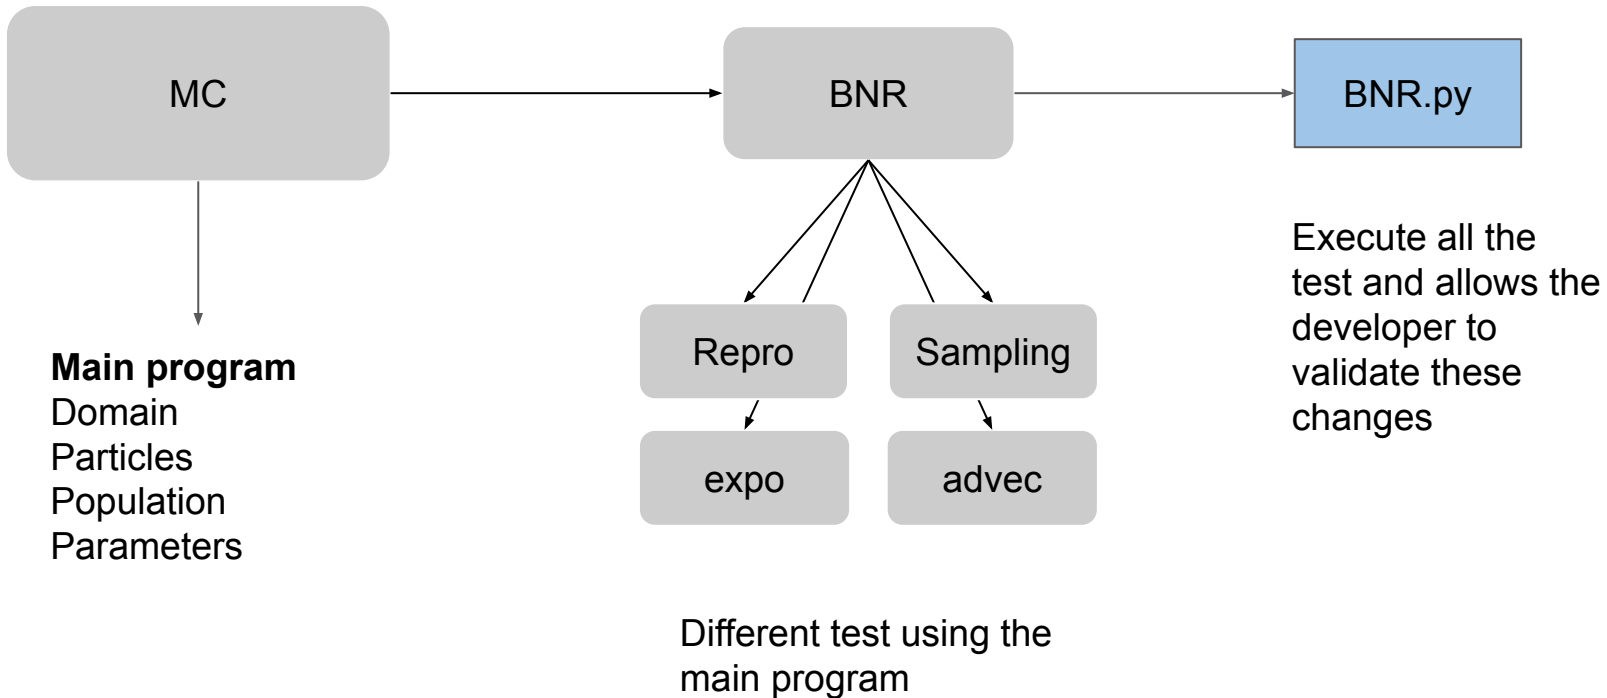 MC
BNR
BNR.py
Main program
Domain
Particles
Population
Parameters
Repro
Sampling
expo
advec
Different test using the
main program
Execute all the
test and allows the
developer to
validate these
changes